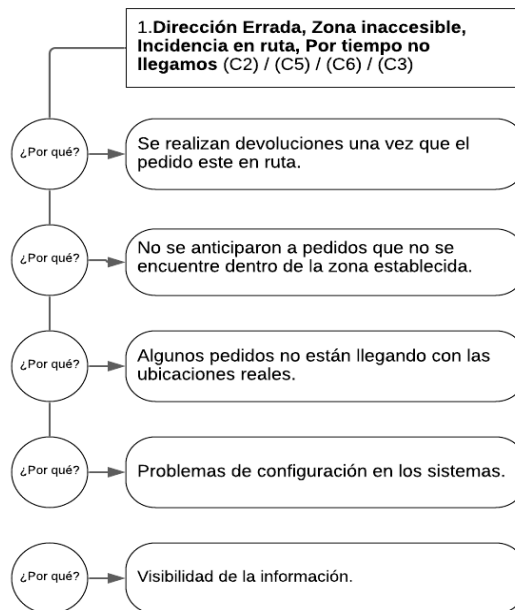 1.Dirección Errada, Zona inaccesible,
Incidencia en ruta, Por tiempo no
llegamos (C2) / (C5) / (C6) / (C3)
¿Por qué?
Se realizan devoluciones una vez que el
pedido este en ruta.
¿Por qué?
No se anticiparon a pedidos que no se
encuentre dentro de la zona establecida.
¿Por qué?
Algunos pedidos no están llegando con las
ubicaciones reales.
¿Por qué?
Problemas de configuración en los sistemas.
¿Por qué?
Visibilidad de la información.